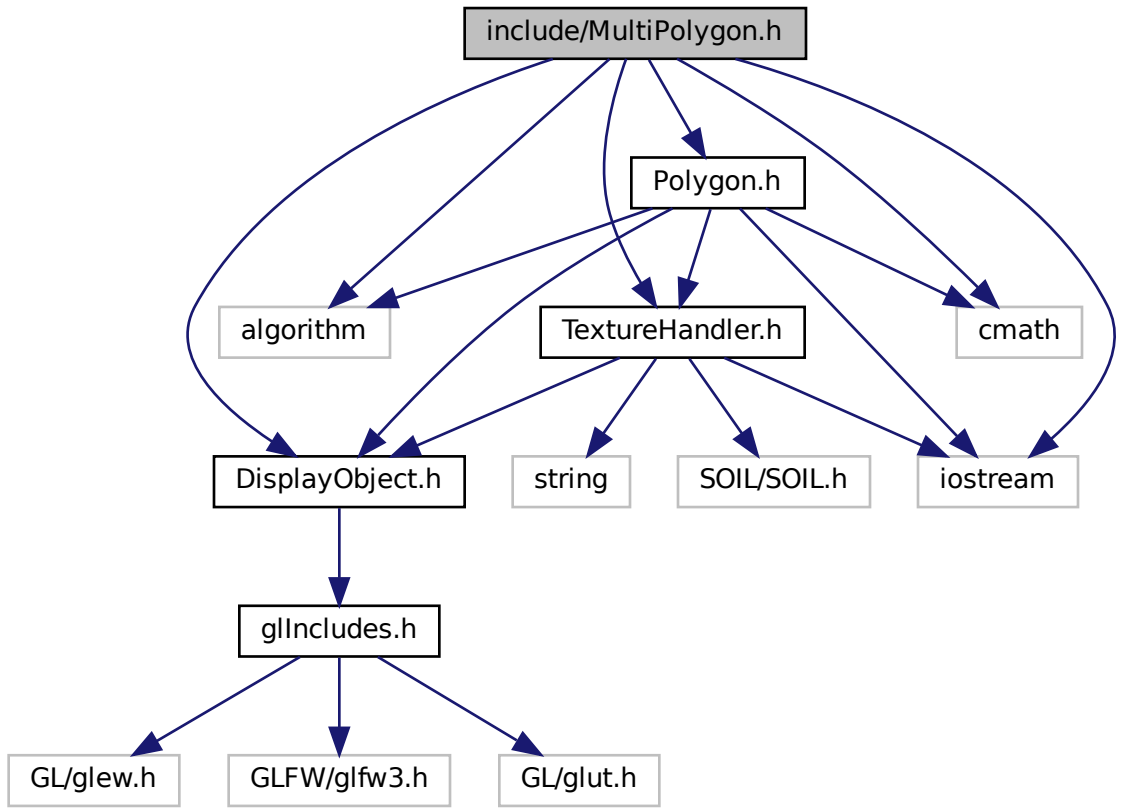 include/MultiPolygon.h
Polygon.h
algorithm
TextureHandler.h
cmath
DisplayObject.h
string
SOIL/SOIL.h
iostream
glIncludes.h
GL/glew.h
GLFW/glfw3.h
GL/glut.h